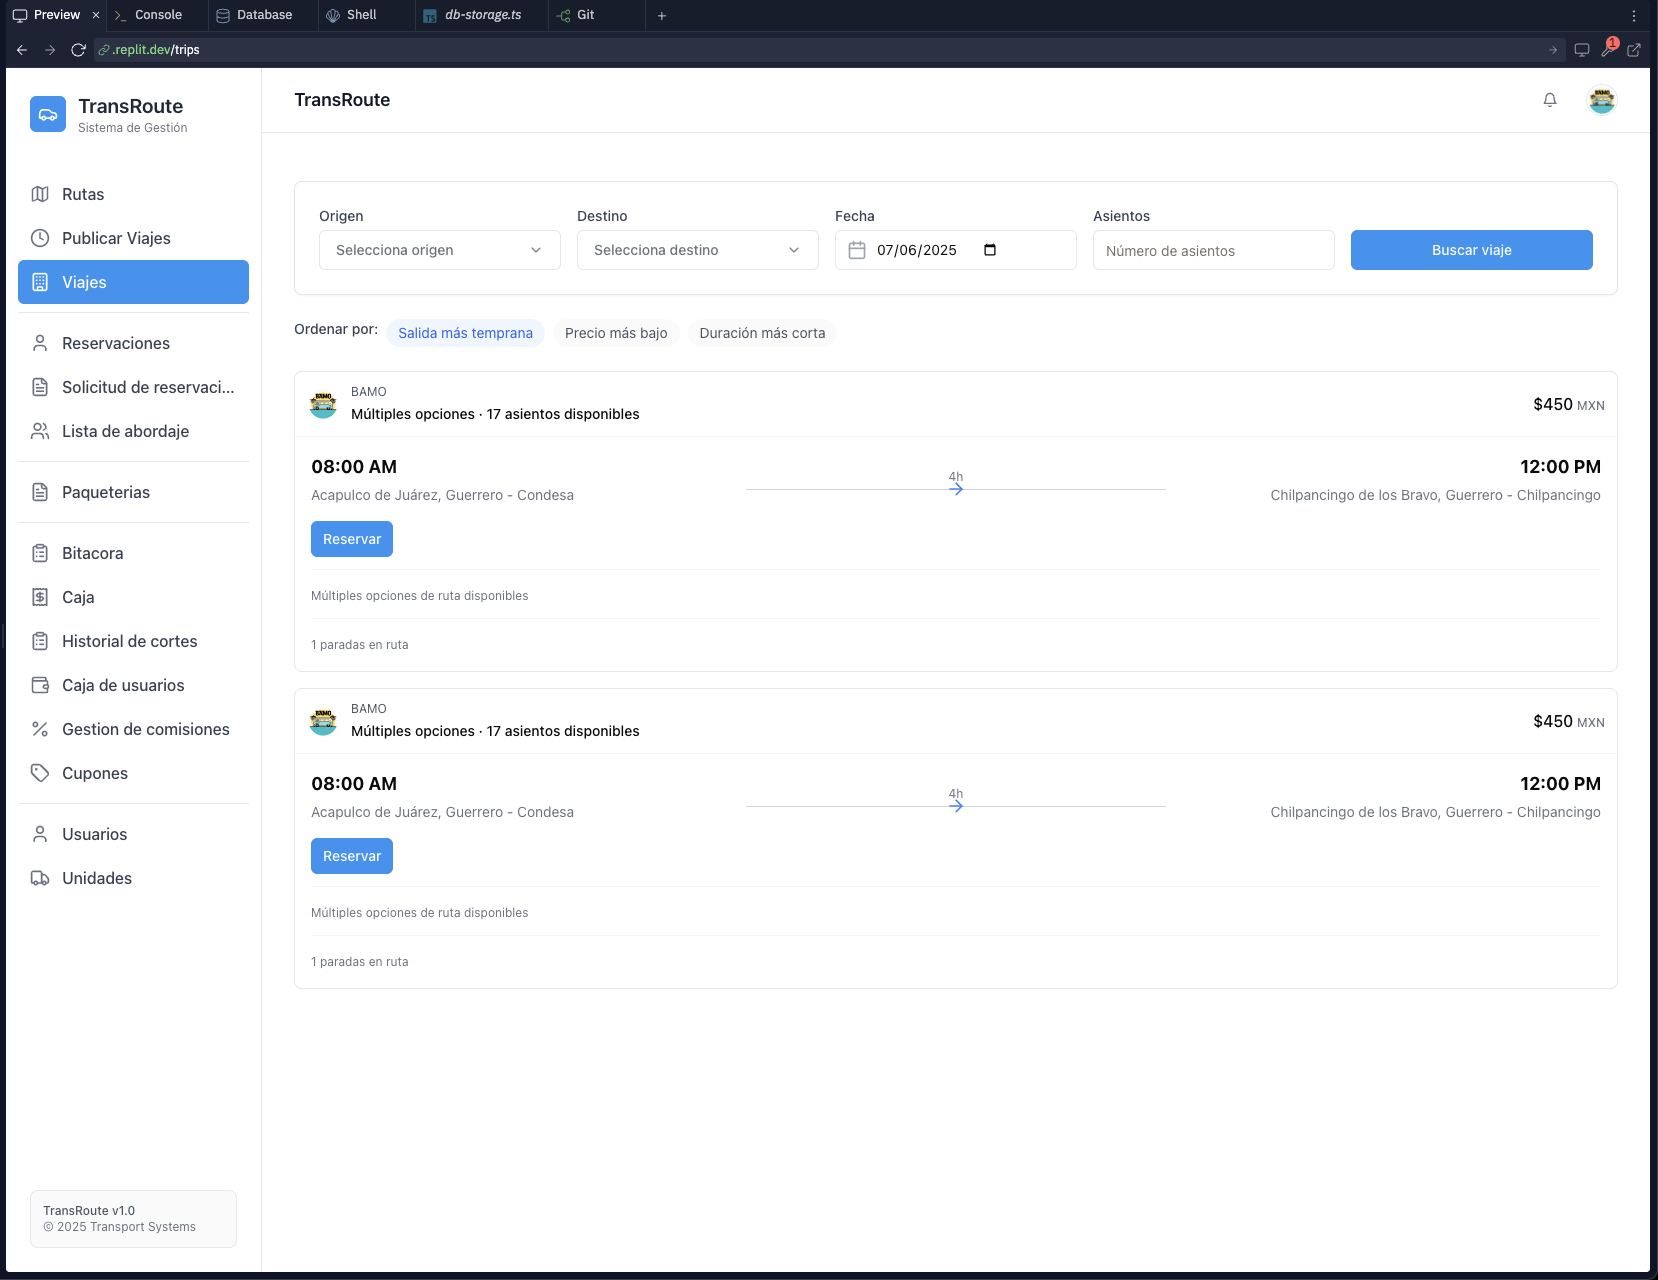 Preview
Console
Database
Shell
db-storage.ts
Git
.replit.dev/trips
1
TransRoute
Sistema de Gestión
Rutas
Publicar Viajes
Viajes
Reservaciones
Solicitud de reservaci...
Lista de abordaje
Paqueterias
Bitacora
Caja
Historial de cortes
Caja de usuarios
Gestion de comisiones
Cupones
Usuarios
Unidades
TransRoute v1.0
© 2025 Transport Systems
TransRoute
Origen
Destino
Fecha
Asientos
Selecciona origen
Selecciona destino
07/06/2025
Número de asientos
Buscar viaje
Ordenar por:
Salida más temprana
Precio más bajo
Duración más corta
BAMO
Múltiples opciones · 17 asientos disponibles
$450 MXN
08:00 AM
4h
12:00 PM
Acapulco de Juárez, Guerrero - Condesa
Chilpancingo de los Bravo, Guerrero - Chilpancingo
Reservar
Múltiples opciones de ruta disponibles
1 paradas en ruta
BAMO
Múltiples opciones · 17 asientos disponibles
$450 MXN
08:00 AM
4h
12:00 PM
Acapulco de Juárez, Guerrero - Condesa
Chilpancingo de los Bravo, Guerrero - Chilpancingo
Reservar
Múltiples opciones de ruta disponibles
1 paradas en ruta